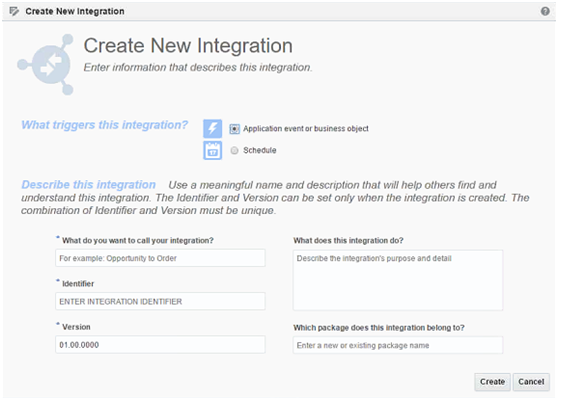 Create New Integration
Create New Integration
Enter information that describes this integration.
What triggers this integration?
Application event or business object
17
Schedule
Describe this integration Use a meaningful name and description that will help others find and
understand this integration. The Identifier and Version can be set only when the integration is created. The
combination of Identifier and Version must be unique.
* What do you want to call your integration?
For example: Opportunity to Order
* Identifier
ENTER INTEGRATION IDENTIFIER
* Version
01.00.0000
What does this integration do?
Describe the integration's purpose and detail
Which package does this integration belong to?
Enter a new or existing package name
Create Cancel